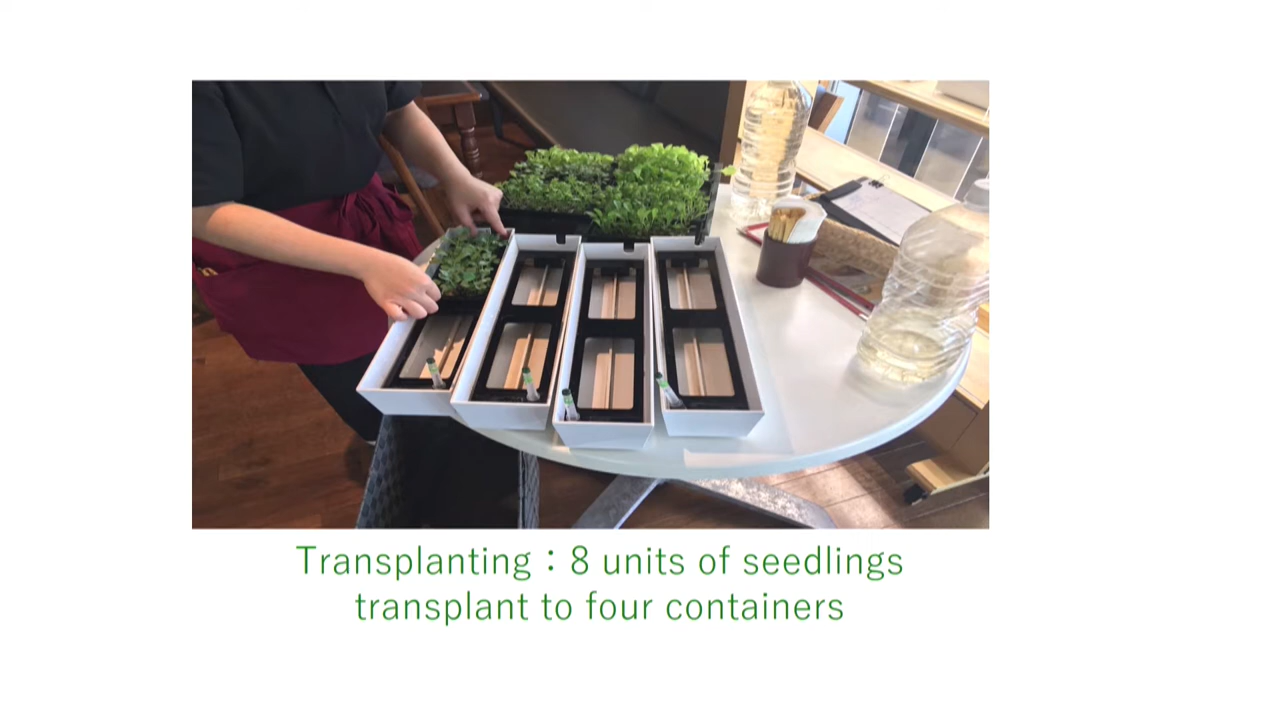 Transplanting：8 units of seedlings
transplant to four containers